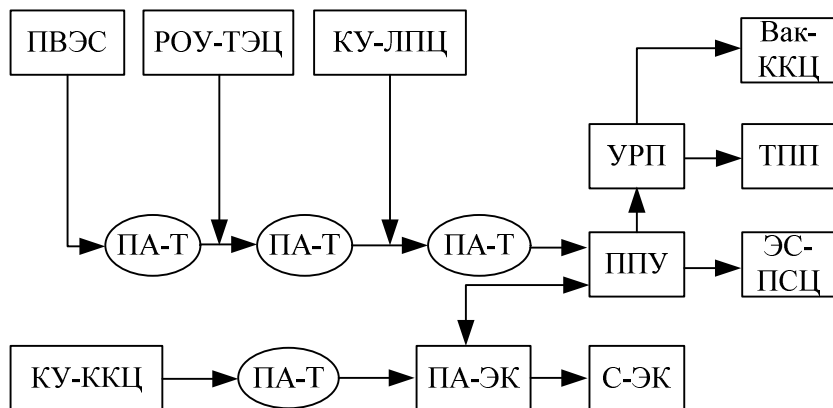 ПВЭС
РОУ-ТЭЦ
КУ-ЛПЦ
Вак-
ККЦ
УРП
ТПП
ПА-Т
ПА-Т
ПА-Т
ППУ
ЭС-
ПСЦ
КУ-ККЦ
ПА-Т
ПА-ЭК
С-ЭК